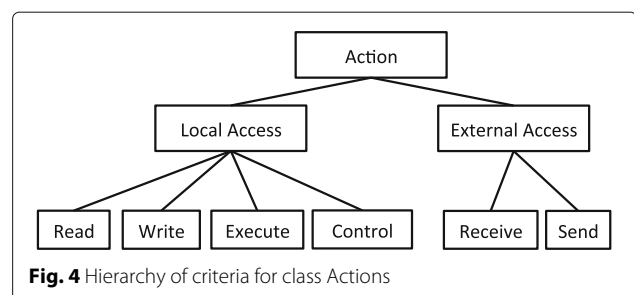 Action
Local Access External Access
Read Write Execute Control Receive Send
Fig. 4 Hierarchy of criteria for class Actions